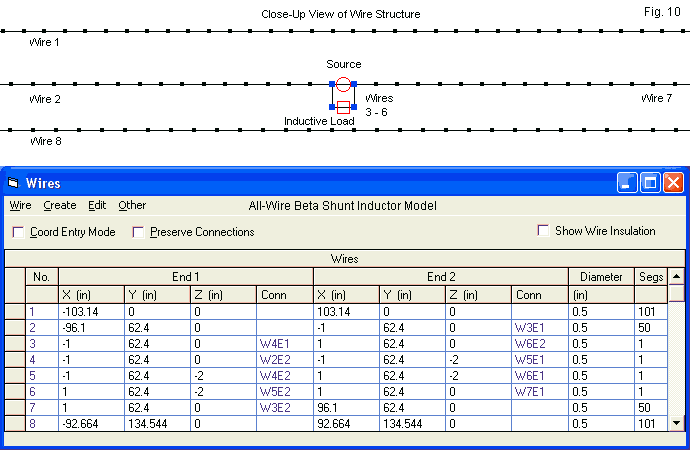 Close-Up View of Wire Structure
Fig. 10
Wire 1
Source
Wire 2
Wires
3 - 6
Wire 7
Inductive Load
Wire 8
Wires
Wire Create Edit Other All-Wire Beta Shunt Inductor Model
Coord Entry Mode Preserve Connections Show Wire Insulation
Wires
No. End 1 End 2 Diameter Segs
X (in) Y (in) Z (in) Conn X (in) Y (in) Z (in) Conn (in)
1 -103.14 0 0 103.14 0 0 0.5 101
2 -96.1 62.4 0 -1 62.4 0 W3E1 0.5 50
3 -1 62.4 0 W4E1 1 62.4 0 W6E2 0.5 1
4 -1 62.4 0 W2E2 -1 62.4 -2 W5E1 0.5 1
5 -1 62.4 -2 W4E2 1 62.4 -2 W6E1 0.5 1
6 1 62.4 -2 W5E2 1 62.4 0 W7E1 0.5 1
7 1 62.4 0 W3E2 96.1 62.4 0 0.5 50
8 -92.664 134.544 0 92.664 134.544 0 0.5 101